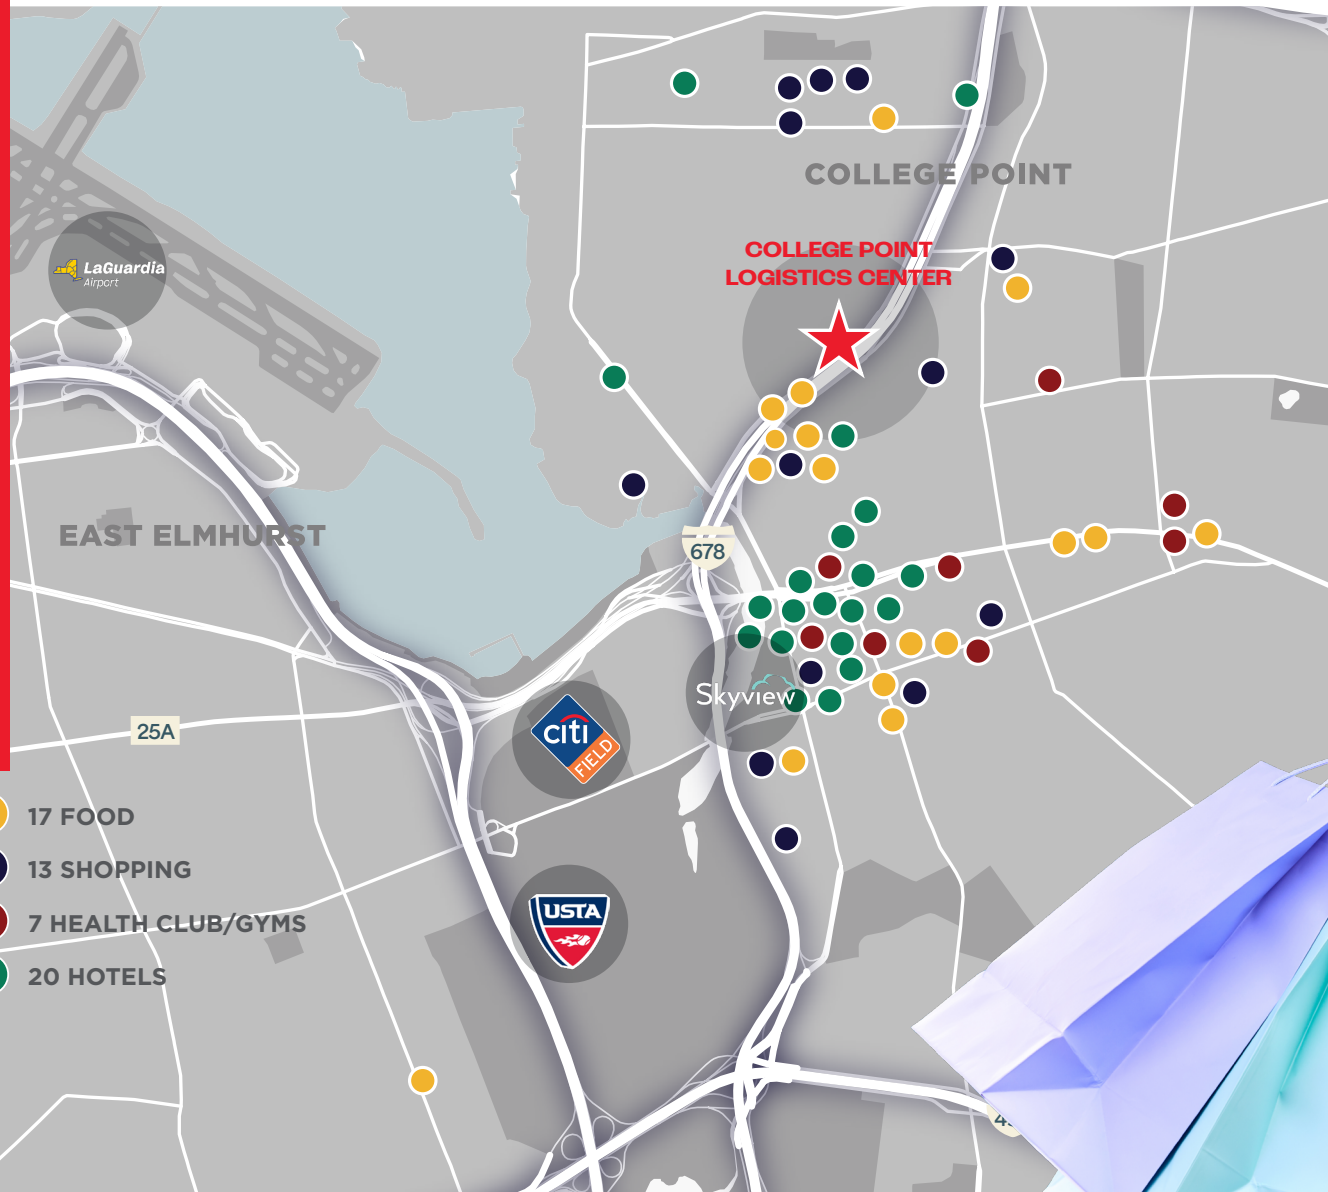 COLLEGE POINT
COLLEGE POINT
LOGISTICS CENTER
LaGuardia
Airport
EAST ELMHURST
678
Skyview
25A
citi
FIELD
17 FOOD
13 SHOPPING
USTA
7 HEALTH CLUB/GYMS
20 HOTELS